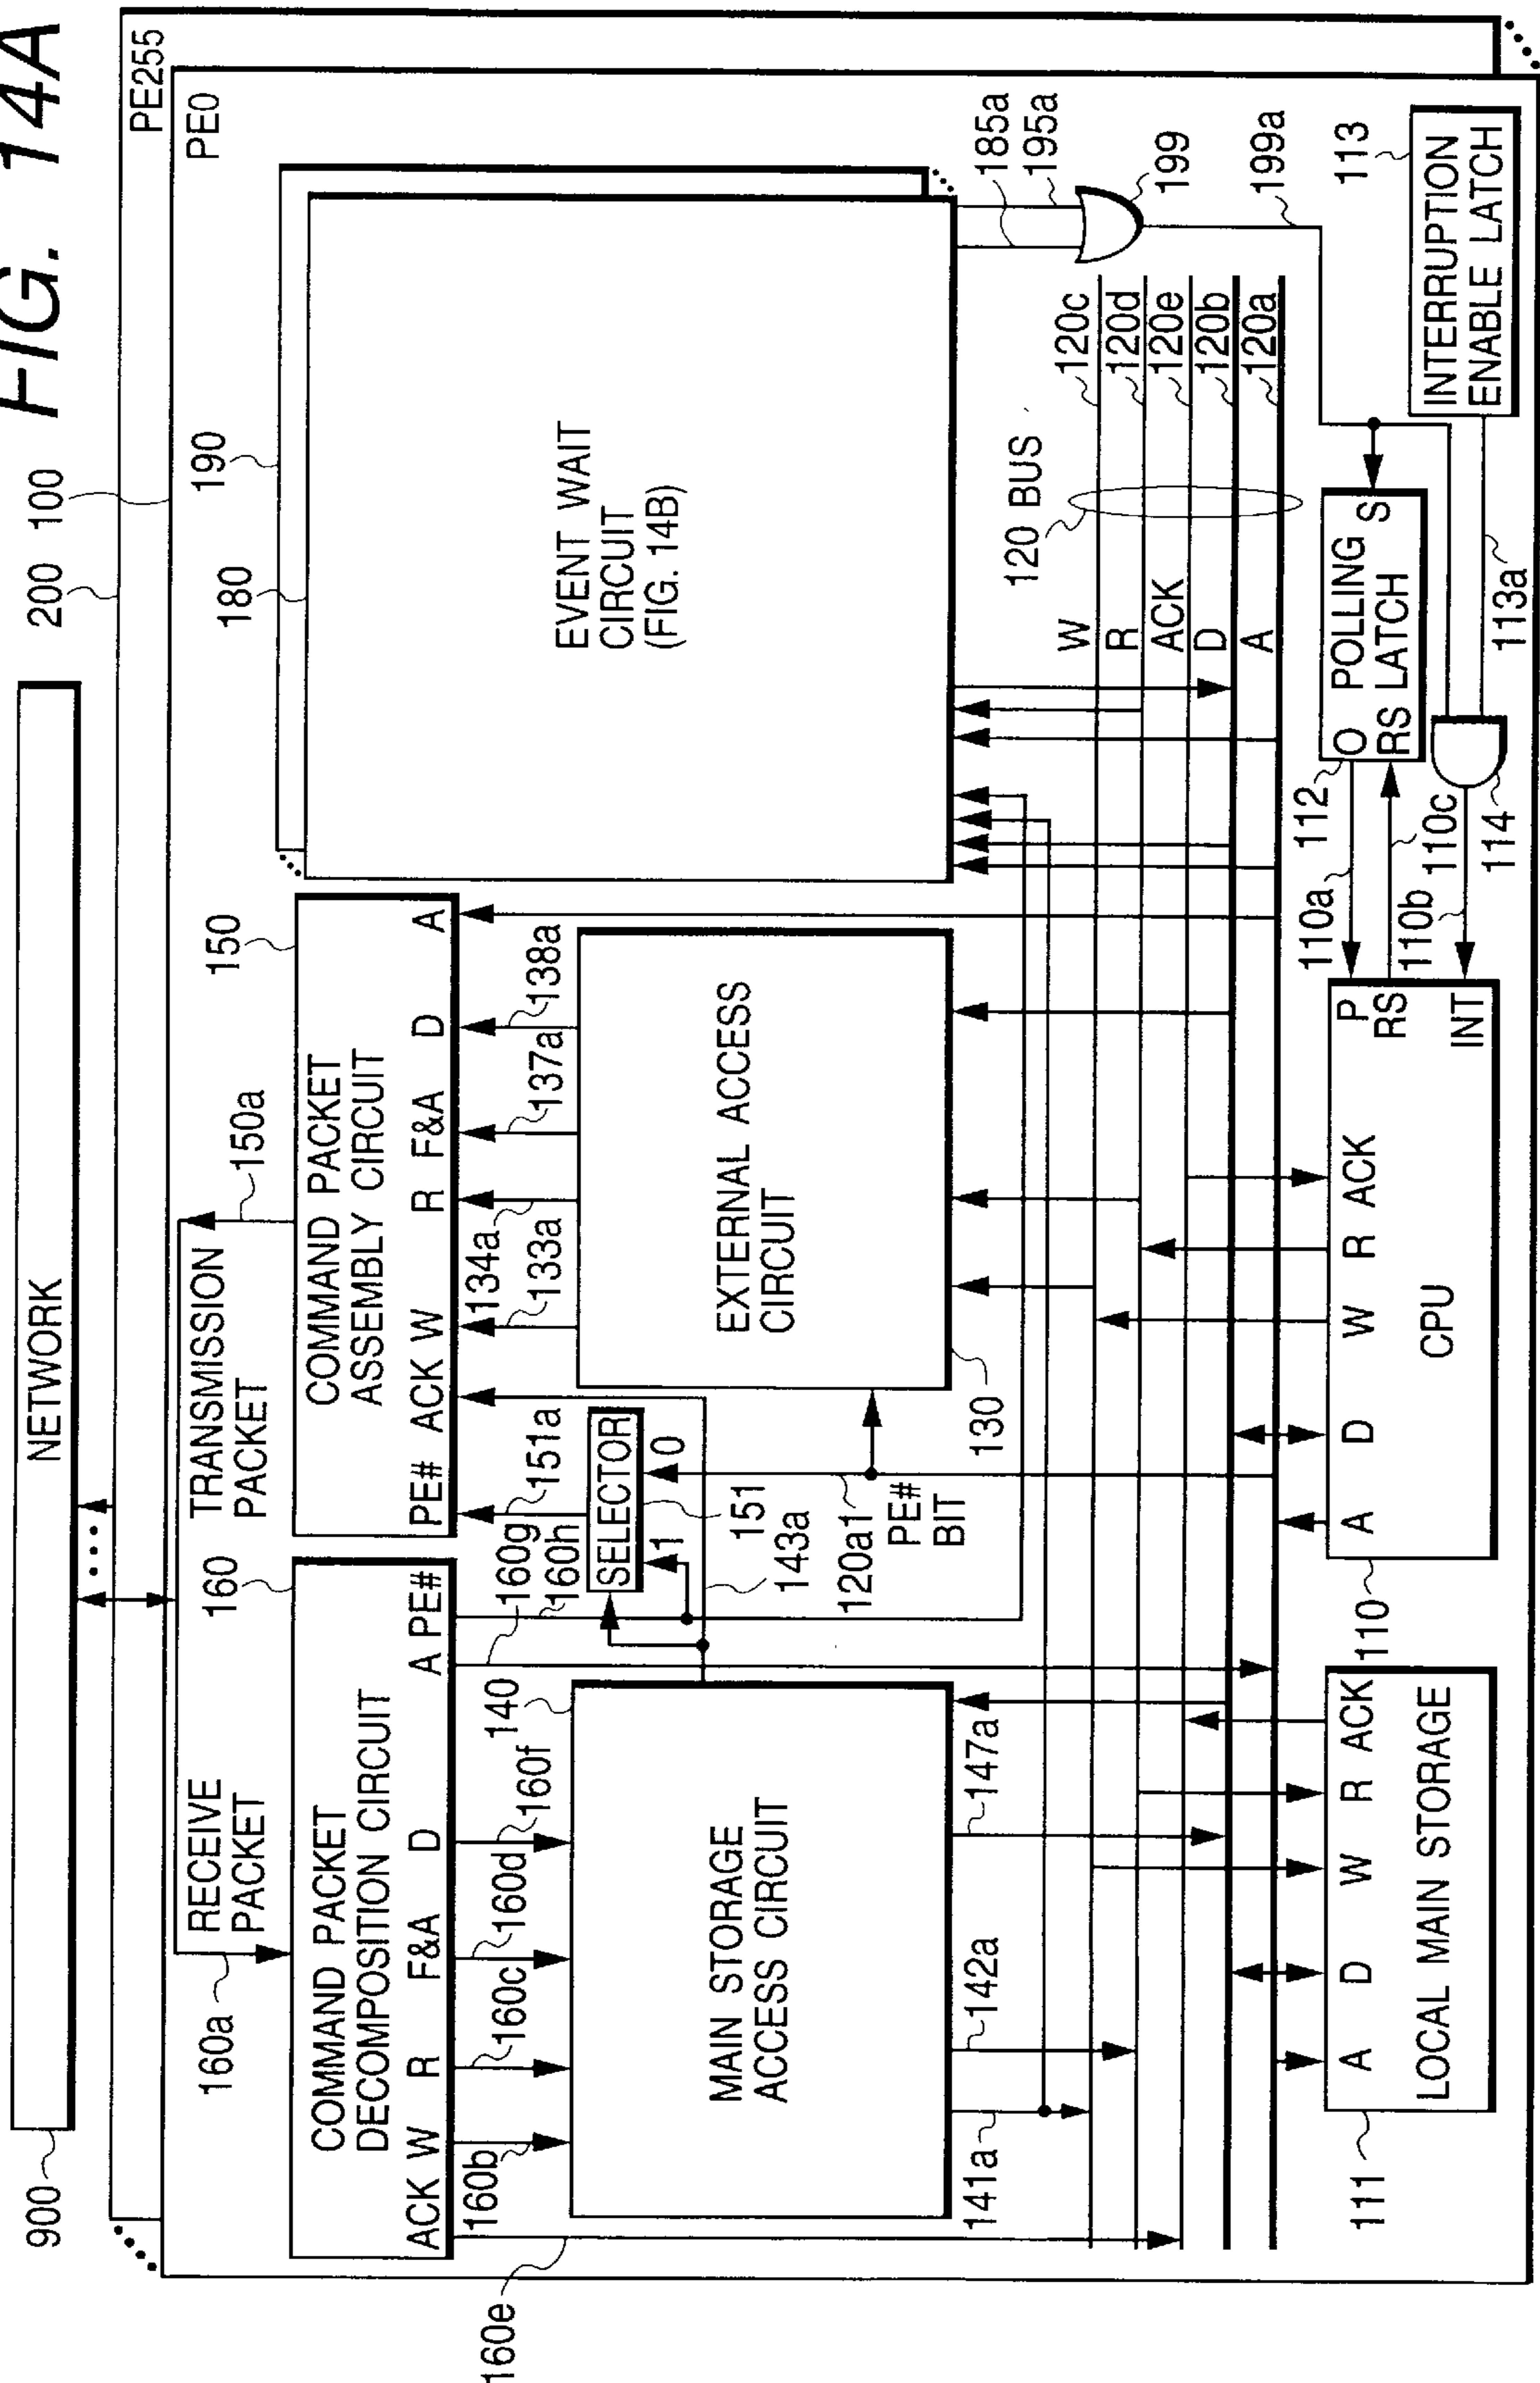 FIG. 14A
900
NETWORK
200
100
PE255
PE0
160a
RECEIVE
PACKET
TRANSMISSION
PACKET
150a
160
COMMAND PACKET
DECOMPOSITION CIRCUIT
ACK W R F&A D A PE#
150
COMMAND PACKET
ASSEMBLY CIRCUIT
PE# ACK W R F&A D A
190
180
EVENT WAIT
CIRCUIT
(FIG. 14B)
160e
160b
160c
160d
160f
140
160g
160h
151a
134a
133a
137a
138a
SELECTOR
1
0
151
143a
MAIN STORAGE
ACCESS CIRCUIT
EXTERNAL ACCESS
CIRCUIT
120a1
PE#
BIT
130
141a
142a
147a
185a
195a
199
199a
120 BUS
W
R
ACK
D
A
120c
120d
120e
120b
120a
111
A D W R ACK
LOCAL MAIN STORAGE
110
A D W R ACK
CPU
P
RS
INT
110a
110b
110c
112
O POLLING S
RS LATCH
114
113a
113
INTERRUPTION
ENABLE LATCH